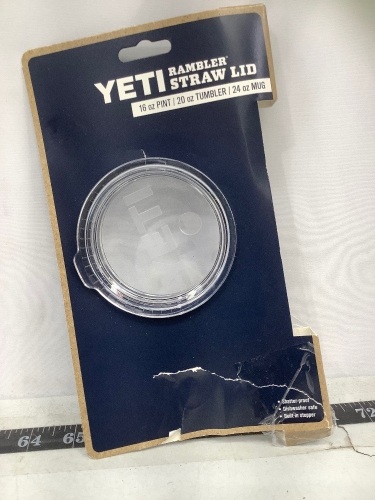 YETI RAMBLER® STRAW LID
16 oz PINT | 20 oz TUMBLER | 24 oz MUG
YETI
• Shatter-proof
• Dishwasher safe
• Built in stopper
64 65 72